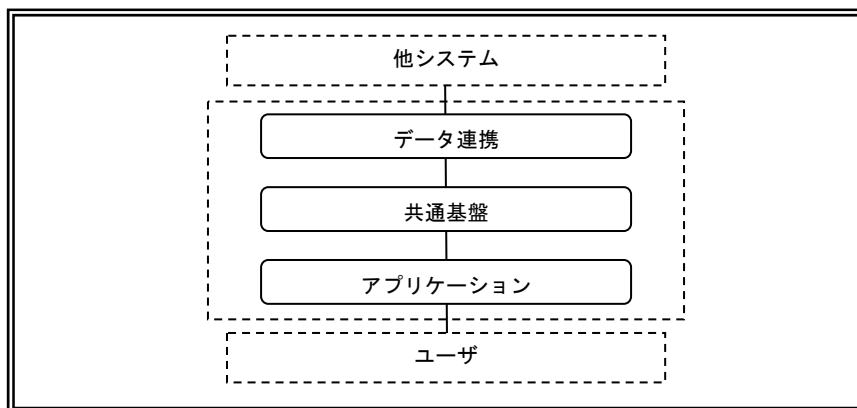 他システム
データ連携
共通基盤
アプリケーション
ユーザ